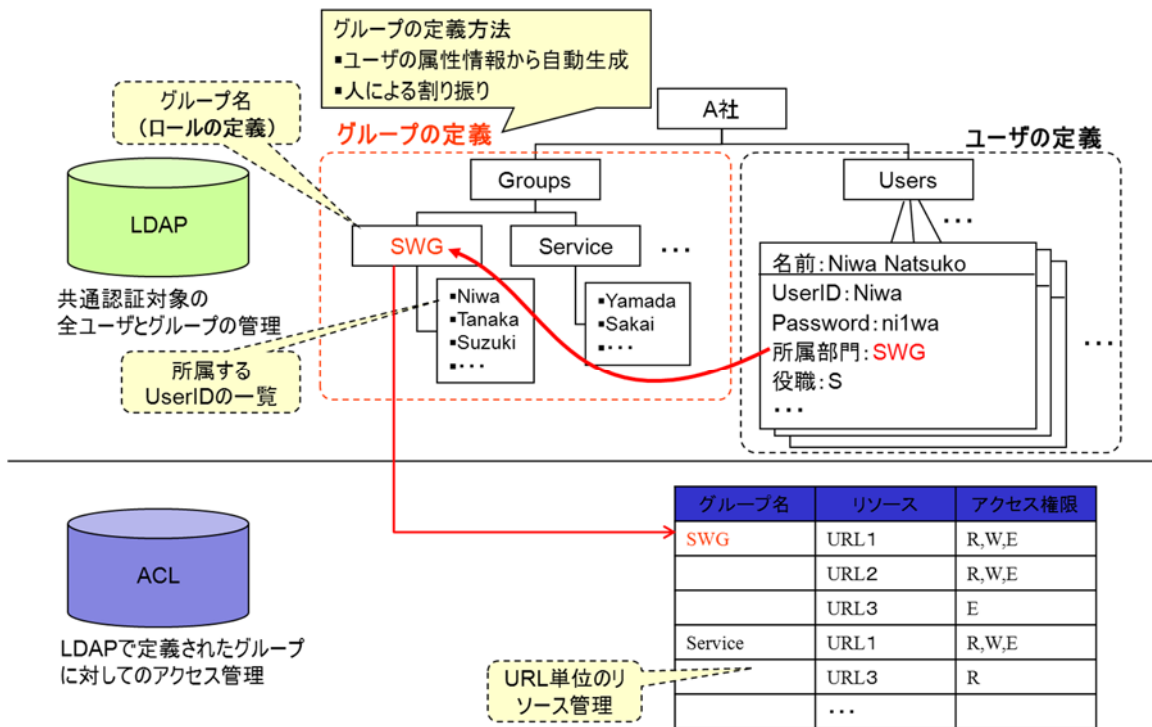 グループの定義方法
▪ユーザの属性情報から自動生成
▪人による割り振り
グループ名
(ロールの定義)
グループの定義
A社
ユーザの定義
LDAP
共通認証対象の
全ユーザとグループの管理
Groups
Users
SWG
Service
･･･
･･･
▪Niwa
▪Tanaka
▪Suzuki
▪･･･
▪Yamada
▪Sakai
▪･･･
所属する
UserIDの一覧
名前:Niwa Natsuko
UserID:Niwa
Password:ni1wa
所属部門:SWG
役職:S
･･･
･･･
ACL
LDAPで定義されたグループ
に対してのアクセス管理
グループ名 リソース アクセス権限
SWG URL1 R,W,E
URL2 R,W,E
URL3 E
Service URL1 R,W,E
URL3 R
･･･
URL単位のリ
ソース管理